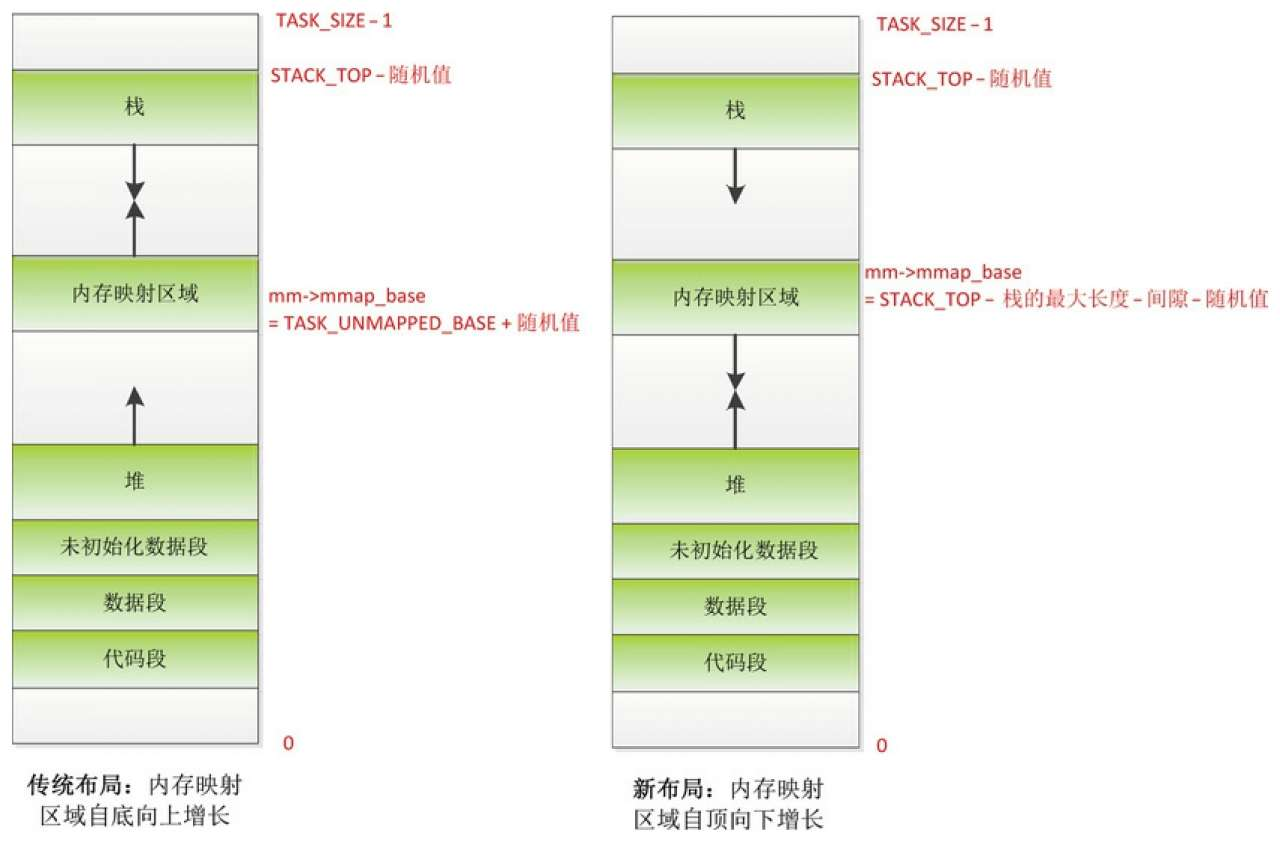 TASK_SIZE – 1
STACK_TOP – 随机值
栈
内存映射区域
mm->mmap_base
= TASK_UNMAPPED_BASE + 随机值
堆
未初始化数据段
数据段
代码段
0
传统布局：内存映射
区域自底向上增长
TASK_SIZE – 1
STACK_TOP – 随机值
栈
mm->mmap_base
= STACK_TOP – 栈的最大长度 – 间隙 – 随机值
内存映射区域
堆
未初始化数据段
数据段
代码段
0
新布局：内存映射
区域自顶向下增长